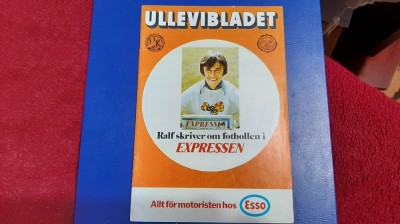 ULLEVIBLADET
EXPRESSEN
Ralf skriver om fotbollen i
EXPRESSEN
Allt för motoristen hos Esso